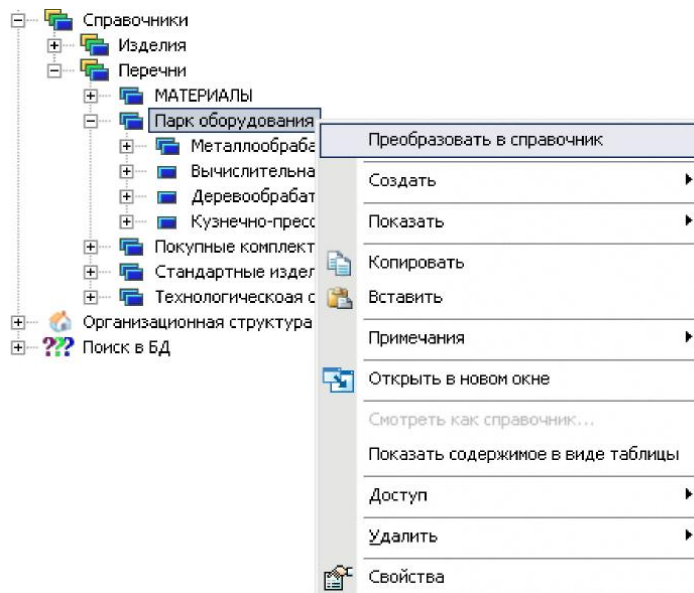 Справочники
Изделия
Перечни
МАТЕРИАЛЫ
Парк оборудования
Металлообраба
Вычислительна
Деревообрабат
Кузнечно-пресс
Покупные комплект
Стандартные издел
Технологическоая с
Организационная структура
??? Поиск в БД
Преобразовать в справочник
Создать
Показать
Копировать
Вставить
Примечания
Открыть в новом окне
Смотреть как справочник...
Показать содержимое в виде таблицы
Доступ
Удалить
Свойства